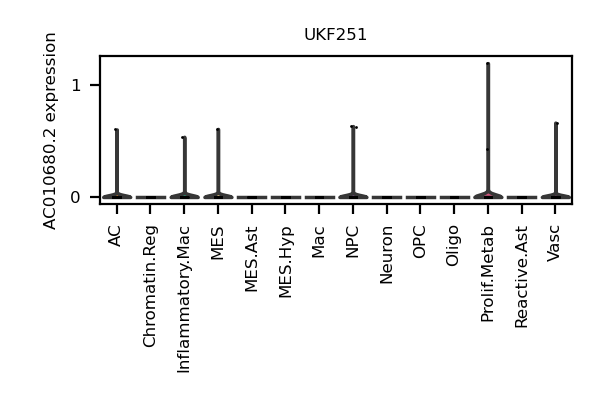 UKF251
AC010680.2 expression
1
0
AC
Chromatin.Reg
Inflammatory.Mac
MES
MES.Ast
MES.Hyp
Mac
NPC
Neuron
OPC
Oligo
Prolif.Metab
Reactive.Ast
Vasc